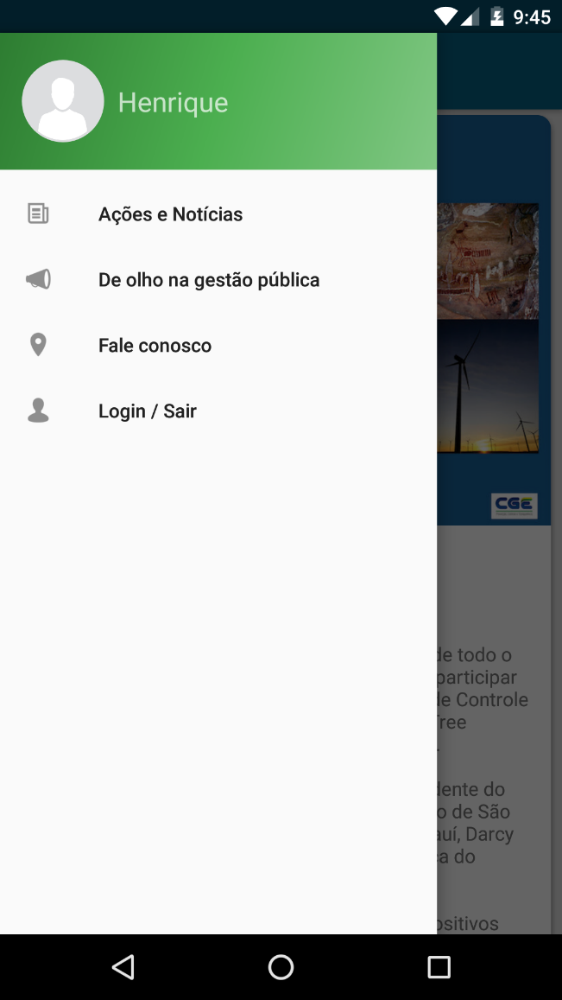 9:45
Henrique
Ações e Notícias
De olho na gestão pública
Fale conosco
Login / Sair
CGE
de todo o
participar
de Controle
Tree
dente do
o de São
auí, Darcy
ca do
ositivos